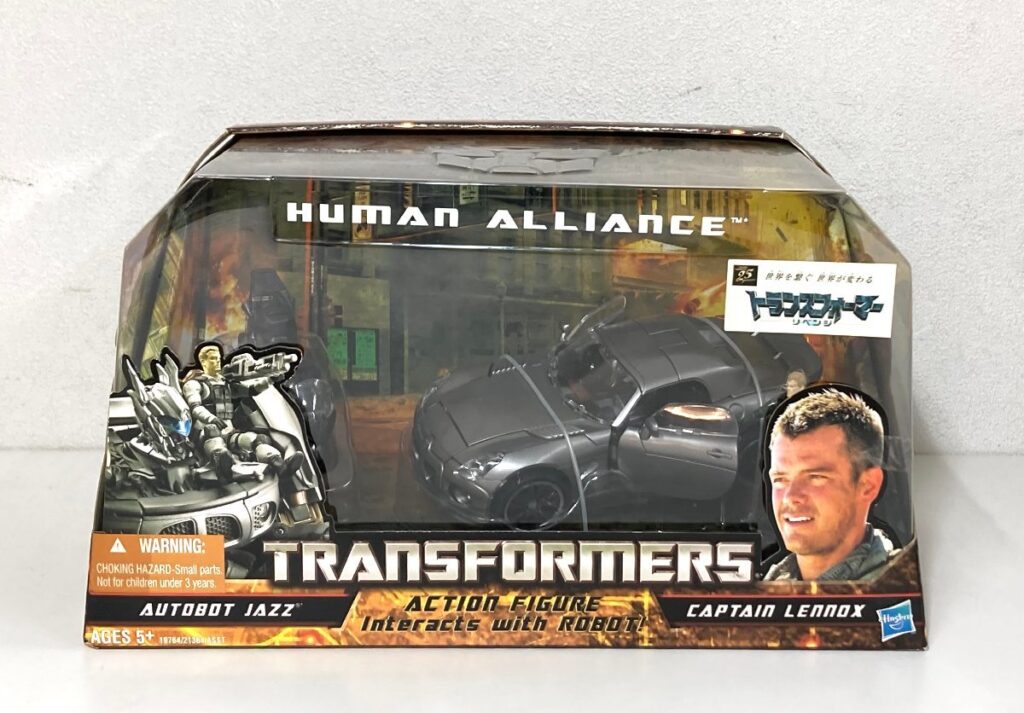 HUMAN ALLIANCE™*
25
世界を繋ぐ 世界が変わる
トランスフォーマー
リベンジ
WARNING:
CHOKING HAZARD-Small parts.
Not for children under 3 years.
TRANSFORMERS
AUTOBOT JAZZ
ACTION FIGURE
Interacts with ROBOT!
CAPTAIN LENNOX
Hasbro
AGES 5+
ASST